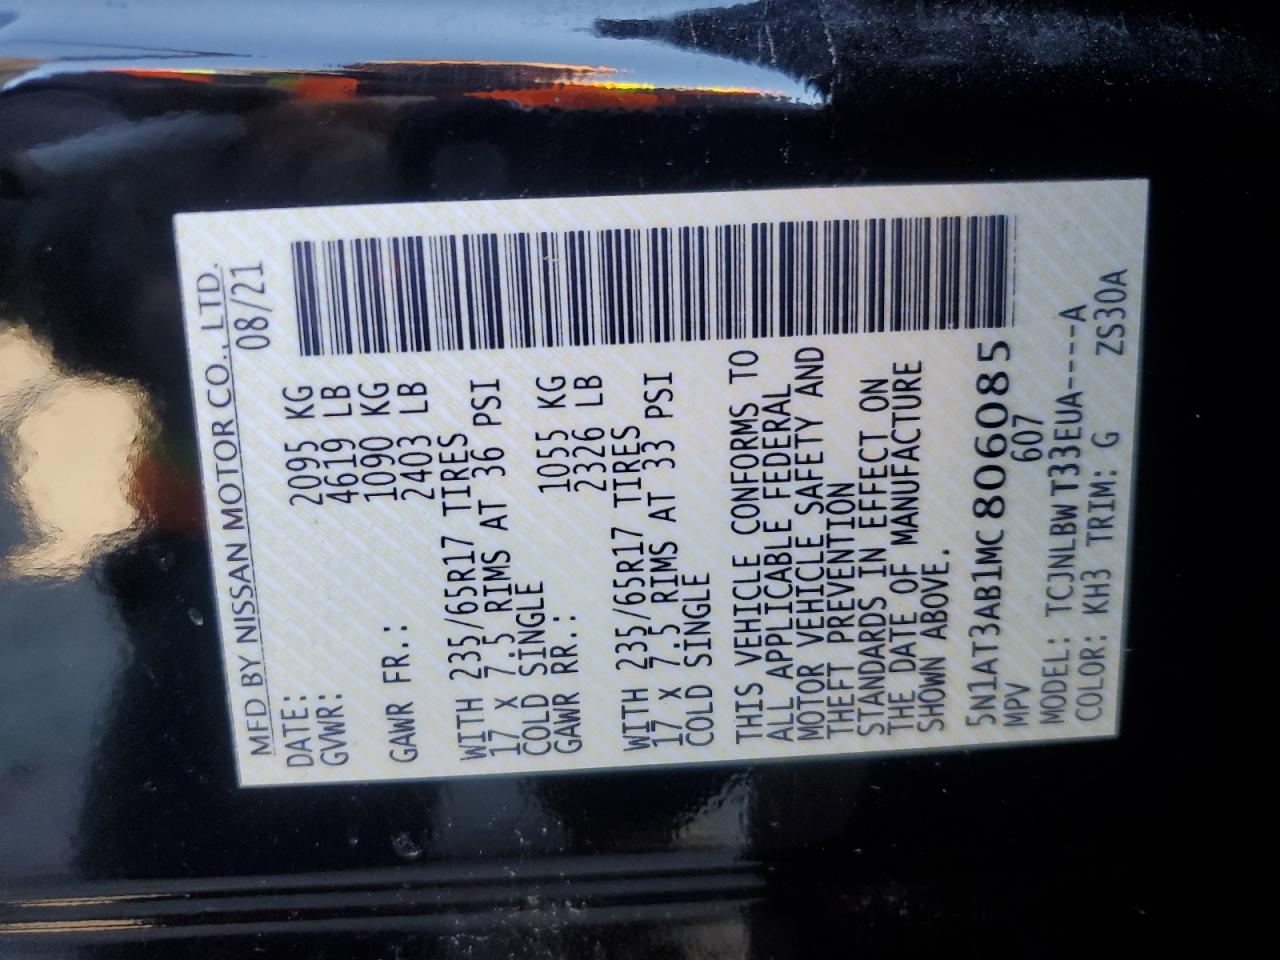 MFD BY NISSAN MOTOR CO., LTD.
DATE: 08/21
GVWR: 2095 KG
4619 LB
GAWR FR.: 1090 KG
2403 LB
WITH 235/65R17 TIRES
17 X 7.5 RIMS AT 36 PSI
COLD SINGLE
GAWR RR.: 1055 KG
2326 LB
WITH 235/65R17 TIRES
17 X 7.5 RIMS AT 33 PSI
COLD SINGLE
THIS VEHICLE CONFORMS TO
ALL APPLICABLE FEDERAL
MOTOR VEHICLE SAFETY AND
THEFT PREVENTION
STANDARDS IN EFFECT ON
THE DATE OF MANUFACTURE
SHOWN ABOVE.
5N1AT3AB1MC806085
MPV 607
MODEL: TCJNLBWT33EUA----A
COLOR: KH3 TRIM: G ZS30A